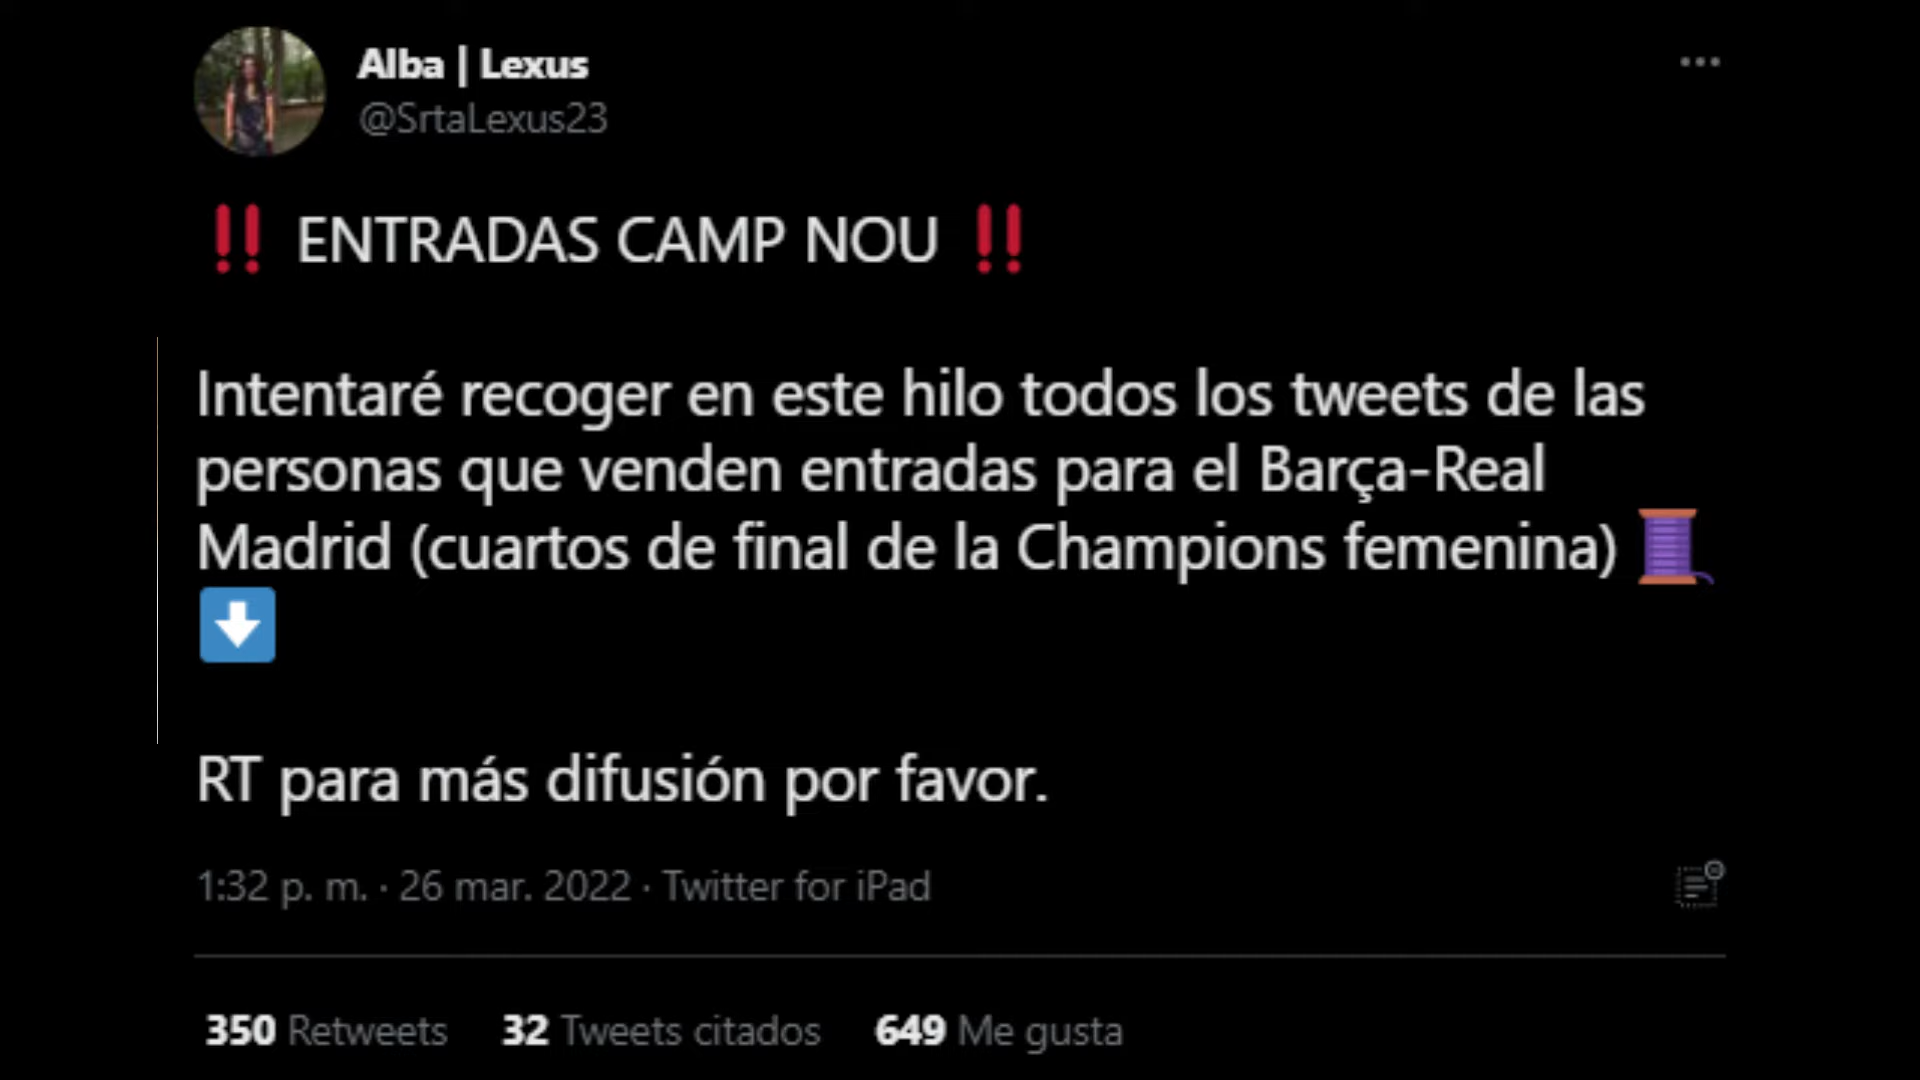 Alba | Lexus
@SrtaLexus23
‼️ ENTRADAS CAMP NOU ‼️
Intentaré recoger en este hilo todos los tweets de las
personas que venden entradas para el Barça-Real
Madrid (cuartos de final de la Champions femenina) 🧵
⬇️
RT para más difusión por favor.
1:32 p. m. · 26 mar. 2022 · Twitter for iPad
350 Retweets 32 Tweets citados 649 Me gusta